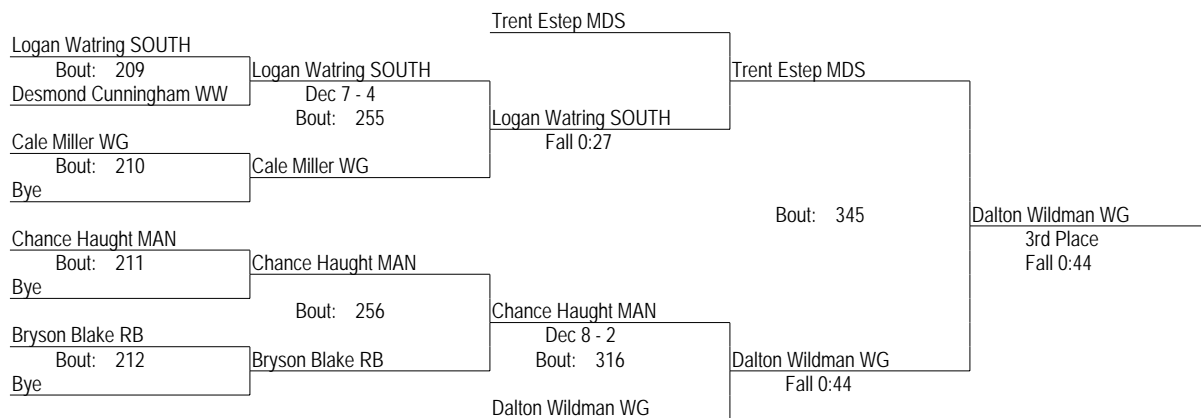 Trent Estep MDS
Logan Watring SOUTH
Bout: 209
Logan Watring SOUTH
Trent Estep MDS
Desmond Cunningham WW
Dec 7 - 4
Bout: 255
Logan Watring SOUTH
Cale Miller WG
Fall 0:27
Bout: 210
Cale Miller WG
Bye
Bout: 345
Dalton Wildman WG
Chance Haught MAN
3rd Place
Bout: 211
Chance Haught MAN
Fall 0:44
Bye
Bout: 256
Chance Haught MAN
Bryson Blake RB
Dec 8 - 2
Bout: 212
Bryson Blake RB
Bout: 316
Dalton Wildman WG
Bye
Fall 0:44
Dalton Wildman WG